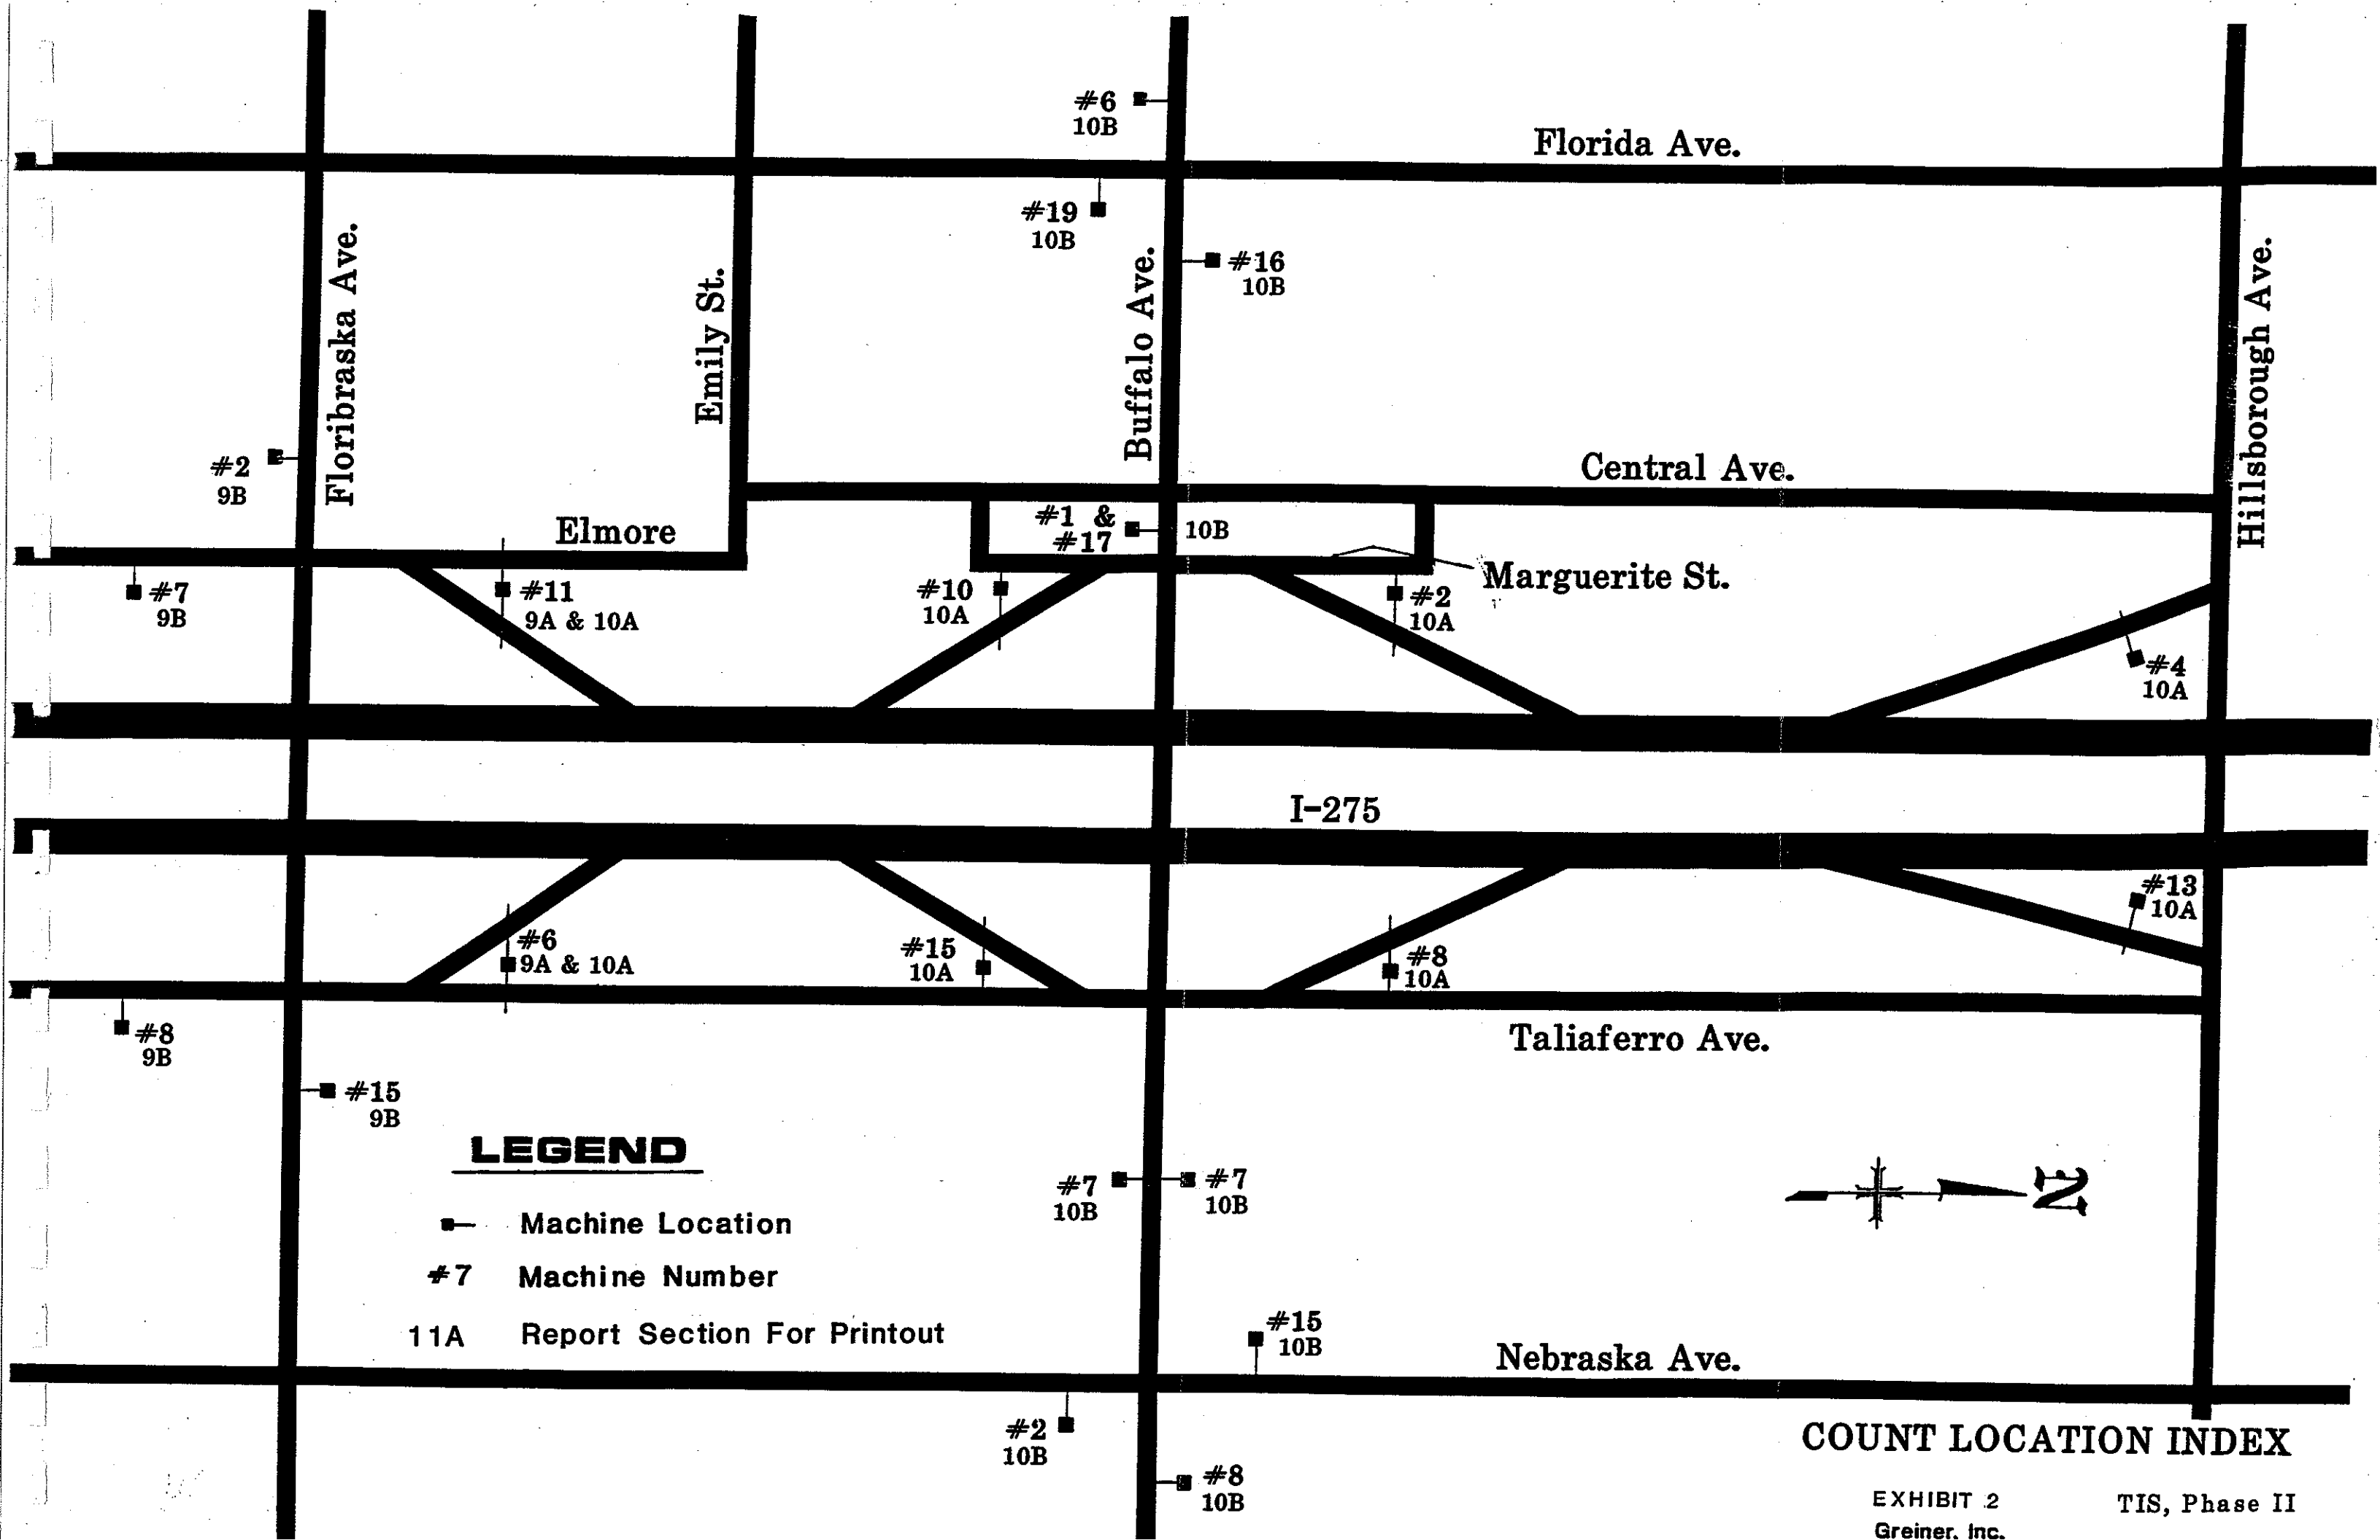 #6
10B
Florida Ave.
#19
10B
#16
10B
Floribraska Ave.
Emily St.
Buffalo Ave.
Hillsborough Ave.
#2
9B
Central Ave.
Elmore
#1 &
#17
10B
Marguerite St.
#7
9B
#11
9A & 10A
#10
10A
#2
10A
#4
10A
I-275
#13
10A
#6
9A & 10A
#15
10A
#8
10A
#8
9B
Taliaferro Ave.
#15
9B
LEGEND
Machine Location
#7 Machine Number
11A Report Section For Printout
#7
10B
#7
10B
N
#15
10B
Nebraska Ave.
#2
10B
#8
10B
COUNT LOCATION INDEX
EXHIBIT 2 TIS, Phase II
Greiner, Inc.